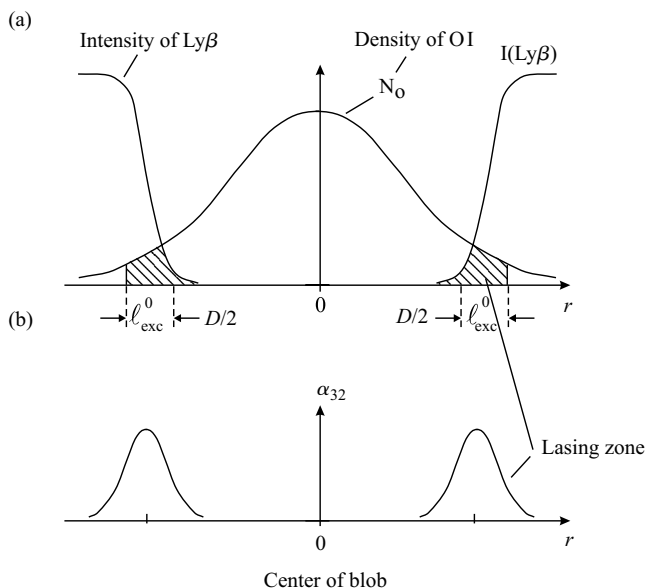 (a)
Intensity of Lyβ
Density of O I
I(Lyβ)
N₀
0
r
ℓ⁰exc
D/2
D/2
ℓ⁰exc
(b)
α₃₂
Lasing zone
0
r
Center of blob